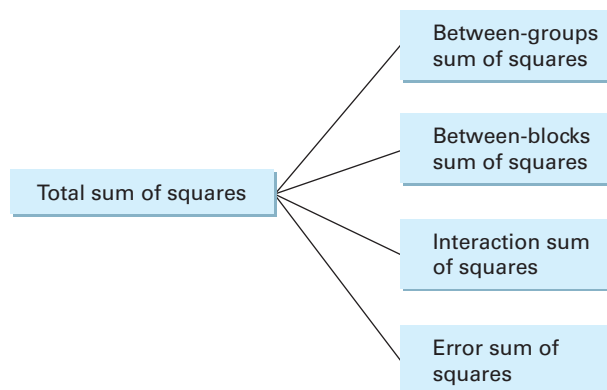 Between-groups
sum of squares
Between-blocks
sum of squares
Total sum of squares
Interaction sum
of squares
Error sum of
squares